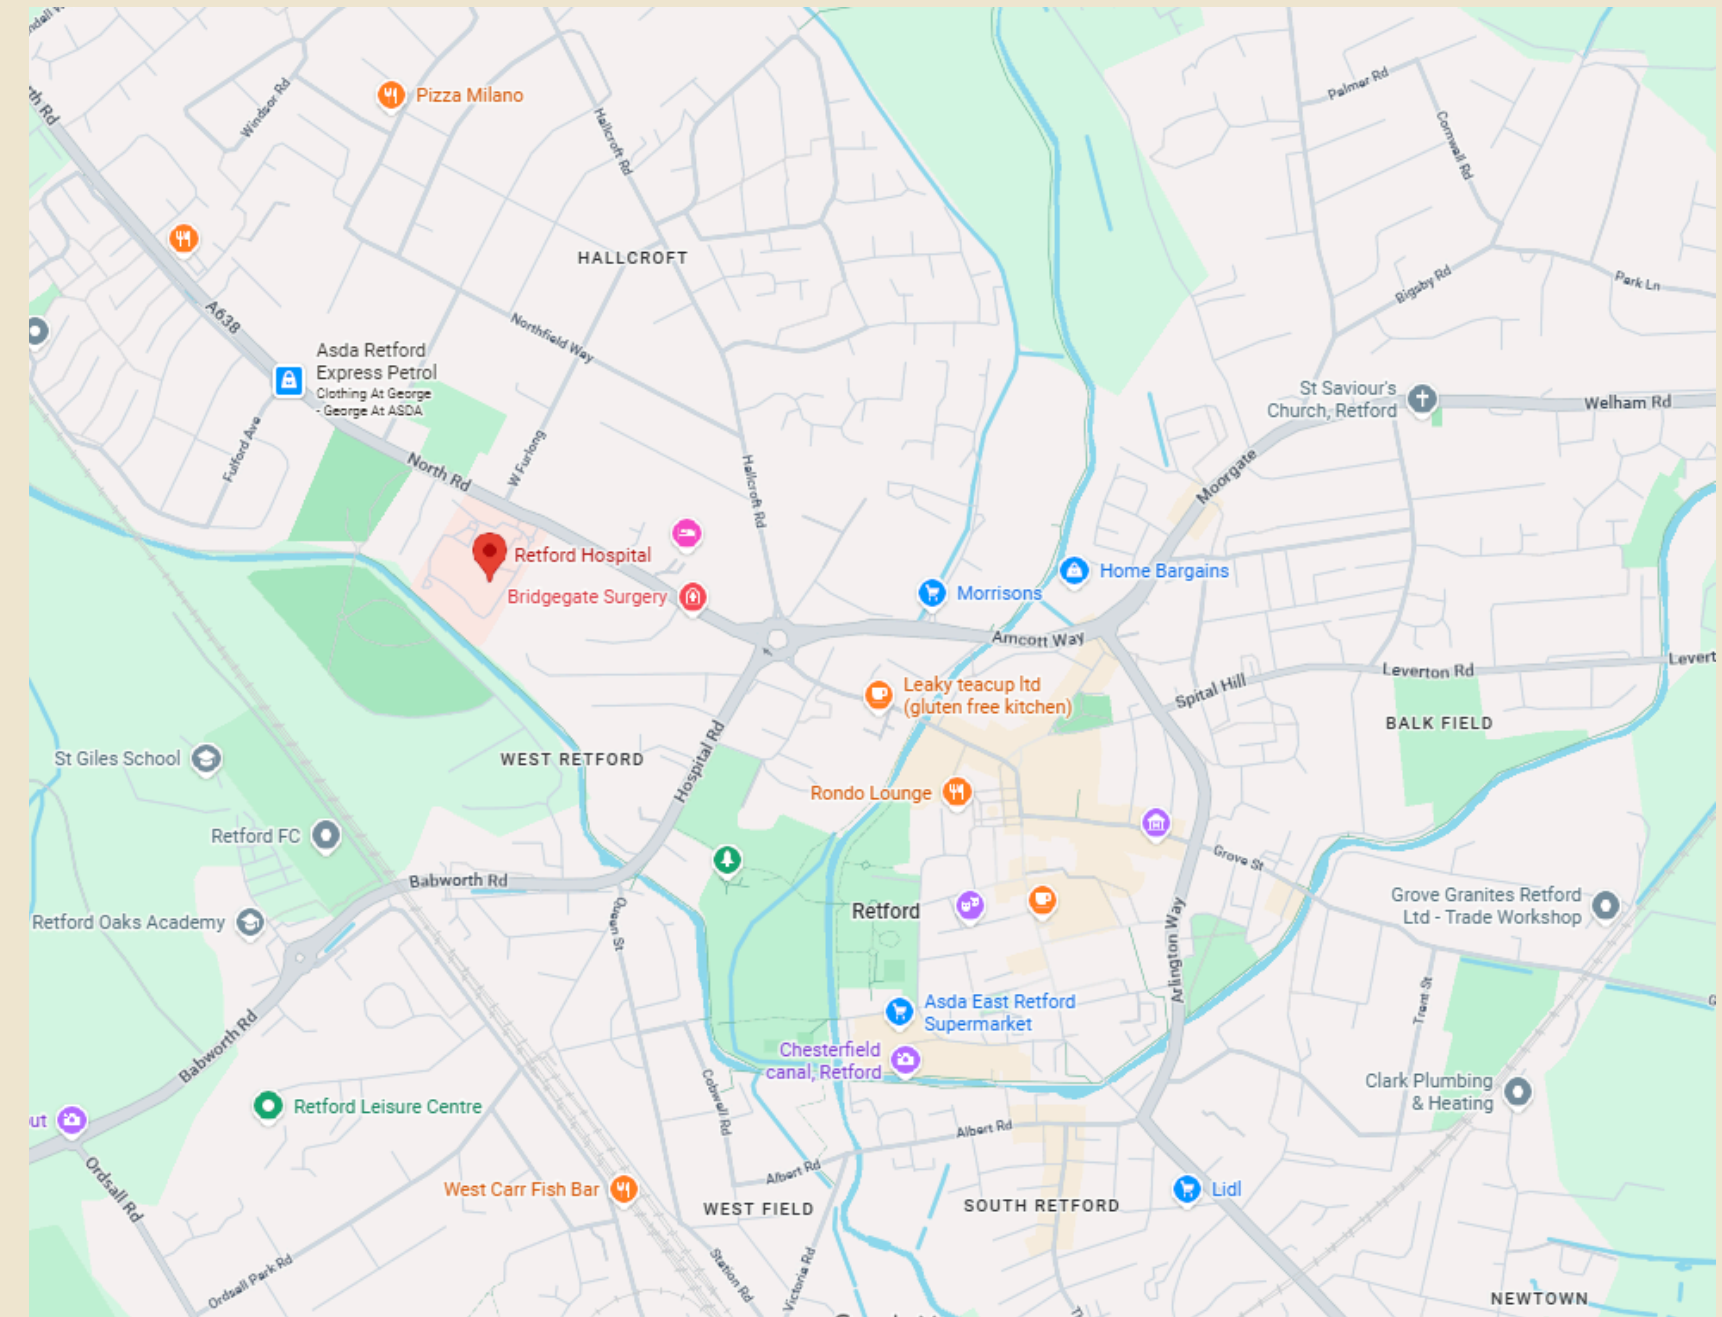 Windsor Rd
Pizza Milano
Hallcroft Rd
Palmer Rd
Cornwall Rd
HALLCROFT
Bigsby Rd
Park Ln
A638
Northfield Way
Asda Retford
Express Petrol
Clothing At George
- George At ASDA
St Saviour's
Church, Retford
Welham Rd
Fulford Ave
North Rd
W Furlong
Hallcroft Rd
Moorgate
Retford Hospital
Bridgegate Surgery
Morrisons
Home Bargains
Amcott Way
Leverton Rd
Spital Hill
Leaky teacup ltd
(gluten free kitchen)
BALK FIELD
St Giles School
WEST RETFORD
Hospital Rd
Rondo Lounge
Retford FC
Grove St
Babworth Rd
Retford Oaks Academy
Queen St
Retford
Grove Granites Retford
Ltd - Trade Workshop
Arlington Way
Trent St
Asda East Retford
Supermarket
Babworth Rd
Chesterfield
canal, Retford
Cobwell Rd
Clark Plumbing
& Heating
Retford Leisure Centre
ut
Albert Rd
Ordsall Rd
Albert Rd
West Carr Fish Bar
Lidl
WEST FIELD
SOUTH RETFORD
Station Rd
Victoria Rd
Ordsall Park Rd
NEWTOWN